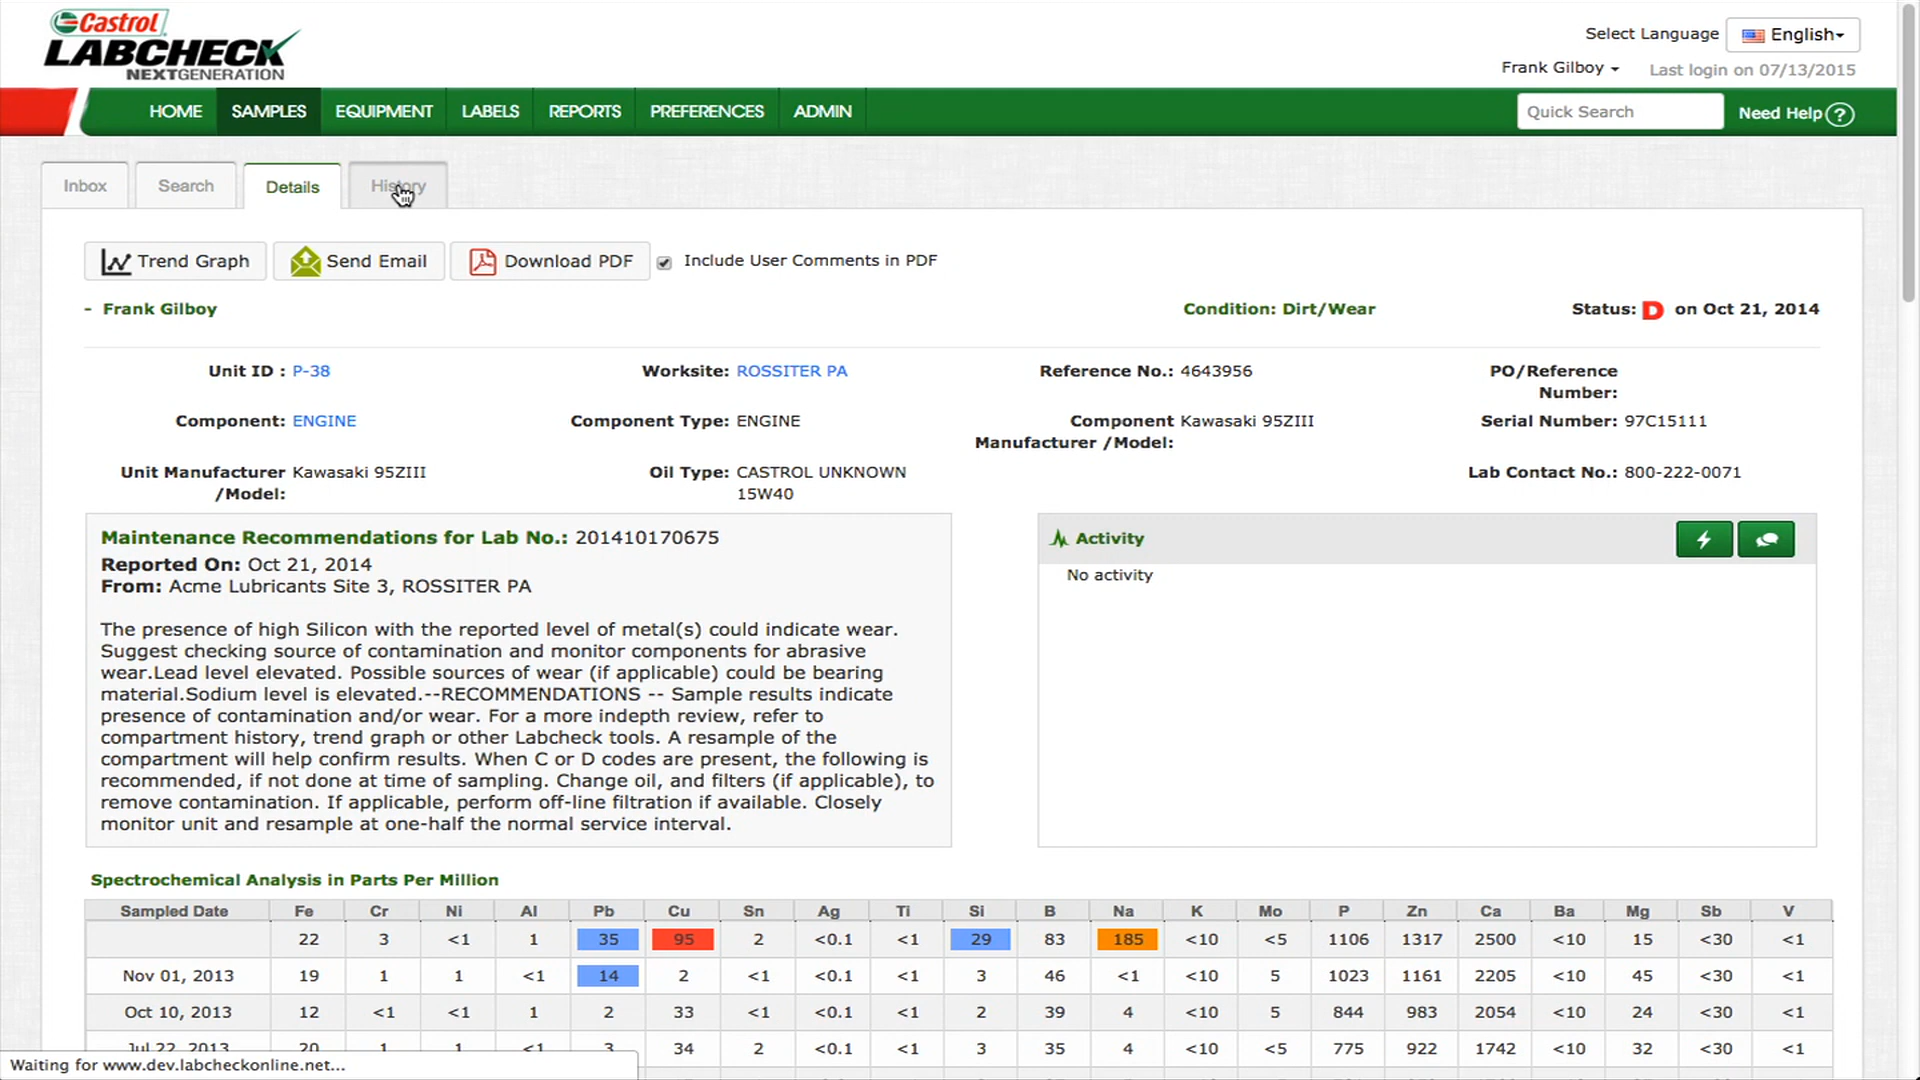 Castrol
LABCHECK
NEXTGENERATION
Select Language English
Frank Gilboy Last login on 07/13/2015
HOME SAMPLES EQUIPMENT LABELS REPORTS PREFERENCES ADMIN Quick Search Need Help ?
Inbox Search Details History
Trend Graph Send Email Download PDF Include User Comments in PDF
- Frank Gilboy Condition: Dirt/Wear Status: D on Oct 21, 2014
Unit ID : P-38 Worksite: ROSSITER PA Reference No.: 4643956 PO/Reference
Number:
Component: ENGINE Component Type: ENGINE Component Kawasaki 95ZIII Serial Number: 97C15111
Manufacturer /Model:
Unit Manufacturer Kawasaki 95ZIII Oil Type: CASTROL UNKNOWN Lab Contact No.: 800-222-0071
/Model: 15W40
Maintenance Recommendations for Lab No.: 201410170675
Reported On: Oct 21, 2014
From: Acme Lubricants Site 3, ROSSITER PA
The presence of high Silicon with the reported level of metal(s) could indicate wear.
Suggest checking source of contamination and monitor components for abrasive
wear.Lead level elevated. Possible sources of wear (if applicable) could be bearing
material.Sodium level is elevated.--RECOMMENDATIONS -- Sample results indicate
presence of contamination and/or wear. For a more indepth review, refer to
compartment history, trend graph or other Labcheck tools. A resample of the
compartment will help confirm results. When C or D codes are present, the following is
recommended, if not done at time of sampling. Change oil, and filters (if applicable), to
remove contamination. If applicable, perform off-line filtration if available. Closely
monitor unit and resample at one-half the normal service interval.
Activity
No activity
Spectrochemical Analysis in Parts Per Million
Sampled Date Fe Cr Ni Al Pb Cu Sn Ag Ti Si B Na K Mo P Zn Ca Ba Mg Sb V
22 3 <1 1 35 95 2 <0.1 <1 29 83 185 <10 <5 1106 1317 2500 <10 15 <30 <1
Nov 01, 2013 19 1 1 <1 14 2 <1 <0.1 <1 3 46 <1 <10 5 1023 1161 2205 <10 45 <30 <1
Oct 10, 2013 12 <1 <1 1 2 33 <1 <0.1 <1 2 39 4 <10 5 844 983 2054 <10 24 <30 <1
Jul 22, 2013 20 1 1 <1 3 34 2 <0.1 <1 3 35 4 <10 <5 775 922 1742 <10 32 <30 <1
Waiting for www.dev.labcheckonline.net...